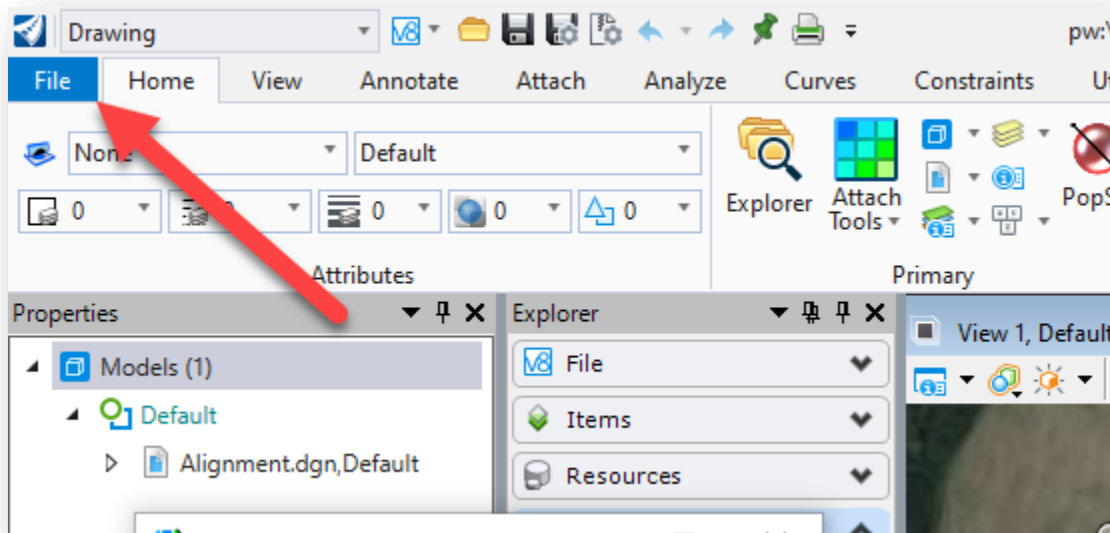 Drawing
pw:\
File Home View Annotate Attach Analyze Curves Constraints
None Default
0 0 0 0
Explorer Attach
Tools
Attributes Primary
Properties Explorer View 1, Default
Models (1) File
Default Items
Alignment.dgn,Default Resources